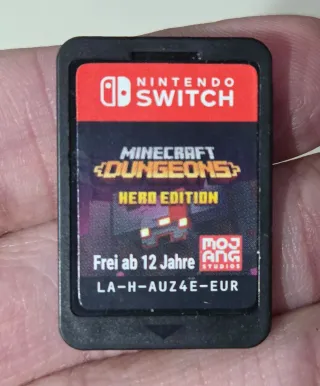 NINTENDO
SWITCH
MINECRAFT
DUNGEONS
HERO EDITION
Frei ab 12 Jahre
MOJ
ANG
STUDIOS
LA-H-AUZ4E-EUR